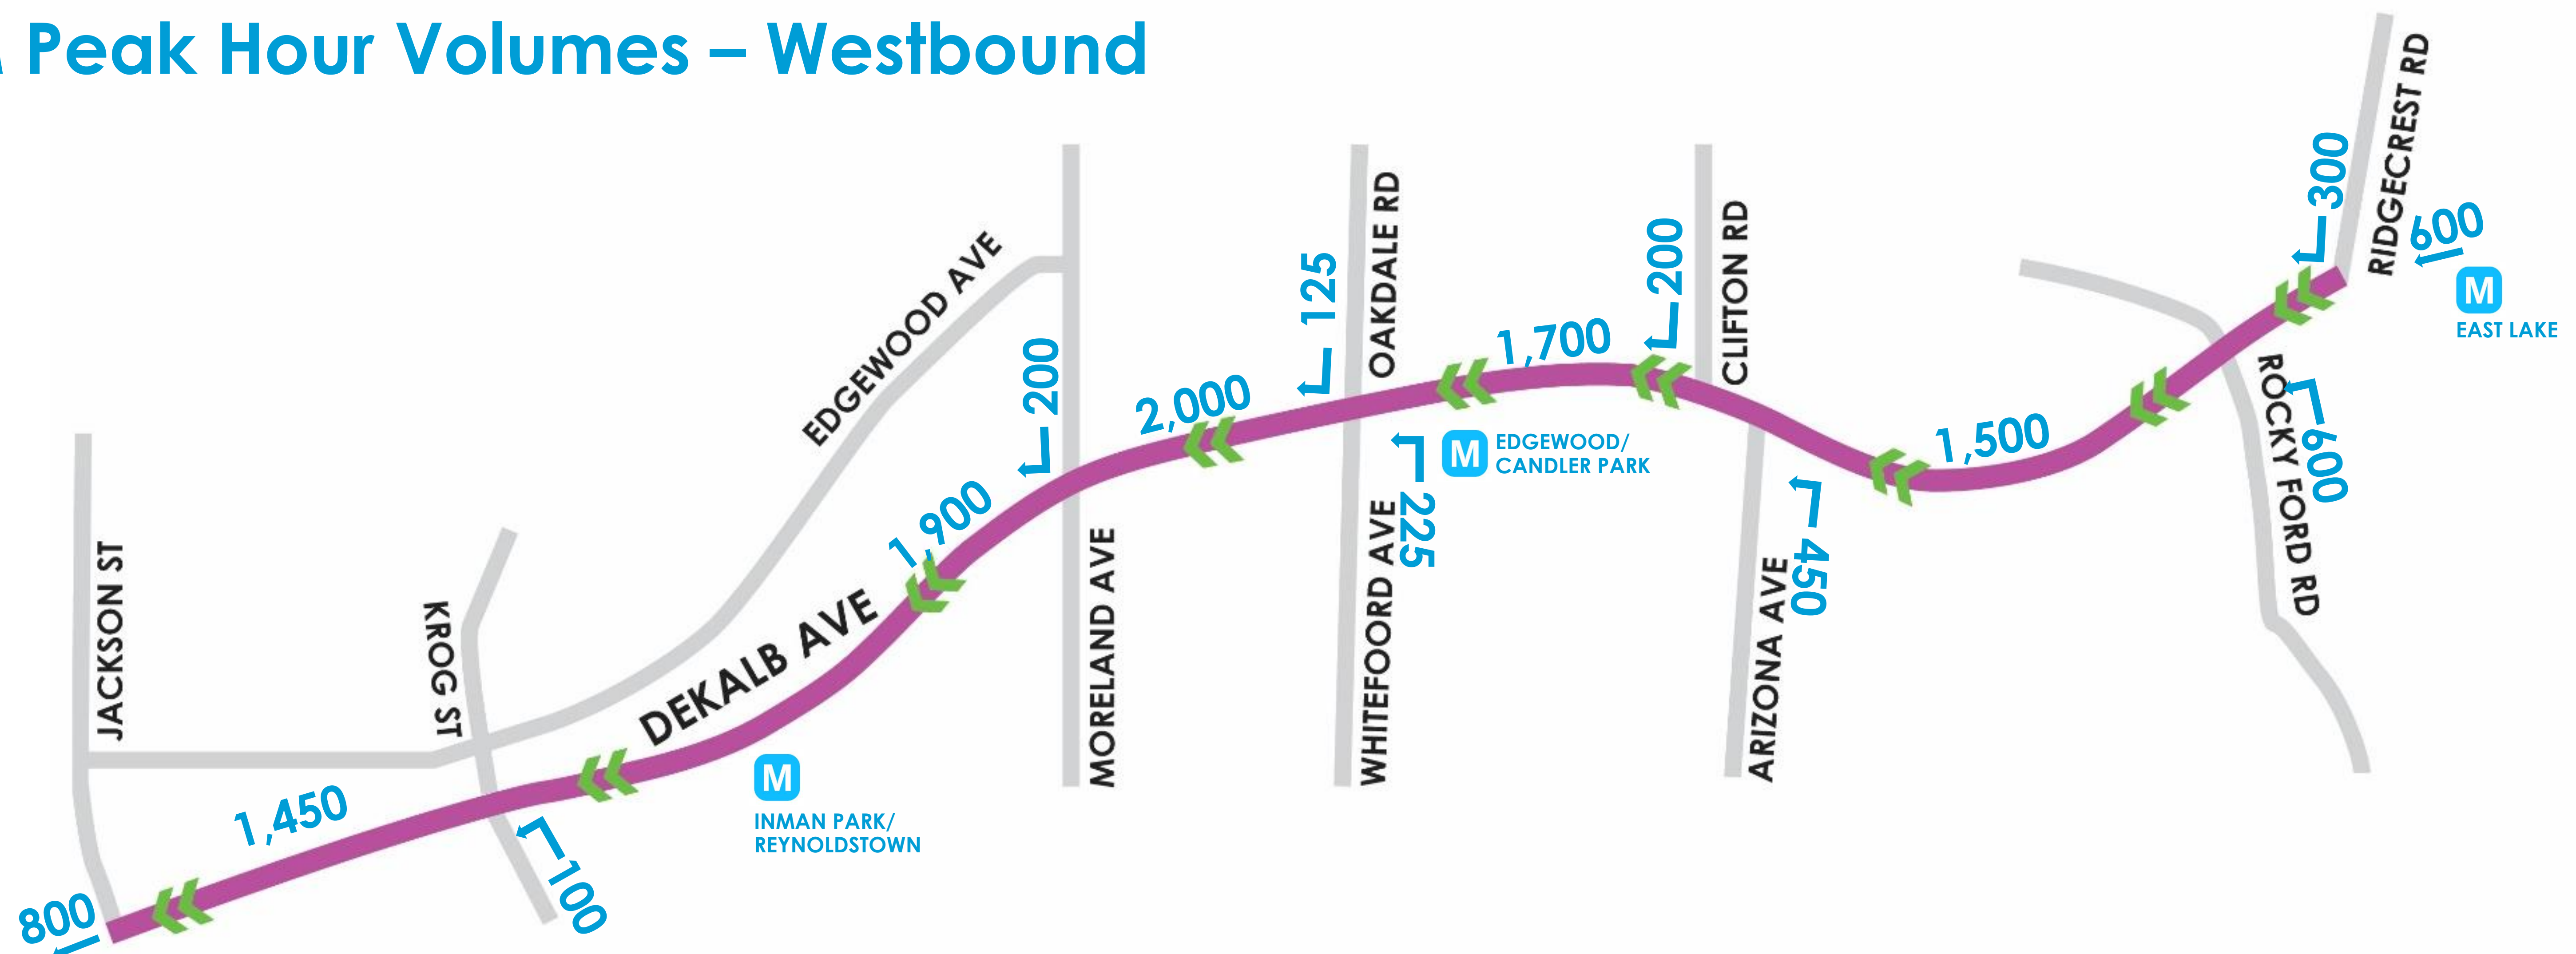 Peak Hour Volumes – Westbound
RIDGECREST RD
300
600
M
EAST LAKE
ROCKY FORD RD
600
1,500
CLIFTON RD
200
ARIZONA AVE
450
1,700
OAKDALE RD
125
M
EDGEWOOD/
CANDLER PARK
WHITEFOORD AVE
225
2,000
EDGEWOOD AVE
200
MORELAND AVE
1,900
DEKALB AVE
M
INMAN PARK/
REYNOLDSTOWN
KROG ST
100
JACKSON ST
1,450
800